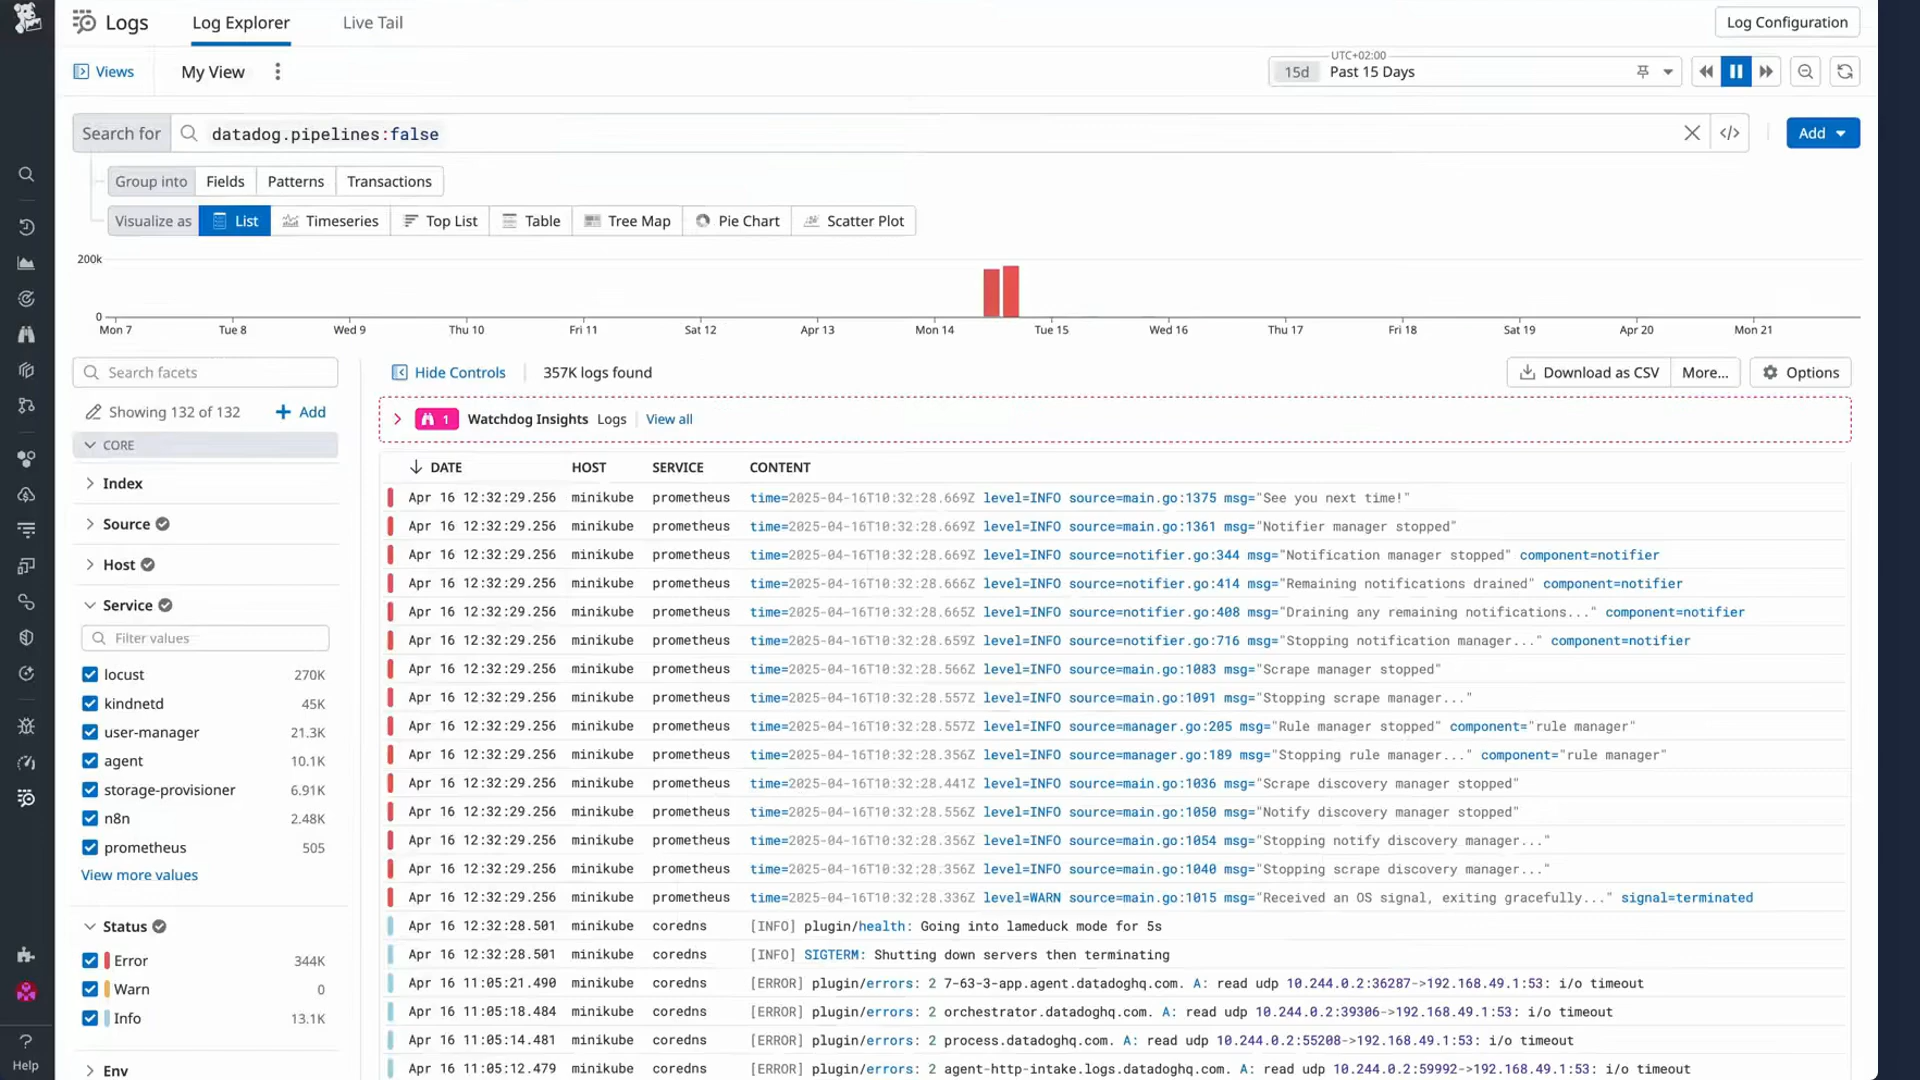 Logs
Log Explorer
Live Tail
Log Configuration
Views
My View
UTC+02:00
15d
Past 15 Days
Search for
datadog.pipelines:false
</>
Add
Group into
Fields
Patterns
Transactions
Visualize as
List
Timeseries
Top List
Table
Tree Map
Pie Chart
Scatter Plot
200k
0
Mon 7
Tue 8
Wed 9
Thu 10
Fri 11
Sat 12
Apr 13
Mon 14
Tue 15
Wed 16
Thu 17
Fri 18
Sat 19
Apr 20
Mon 21
Search facets
Showing 132 of 132
Add
CORE
Index
Source
Host
Service
Filter values
locust 270K
kindnetd 45K
user-manager 21.3K
agent 10.1K
storage-provisioner 6.91K
n8n 2.48K
prometheus 505
View more values
Status
Error 344K
Warn 0
Info 13.1K
Env
Help
Hide Controls
357K logs found
Download as CSV
More...
Options
1 Watchdog Insights Logs View all
DATE HOST SERVICE CONTENT
Apr 16 12:32:29.256 minikube prometheus time=2025-04-16T10:32:28.669Z level=INFO source=main.go:1375 msg="See you next time!"
Apr 16 12:32:29.256 minikube prometheus time=2025-04-16T10:32:28.669Z level=INFO source=main.go:1361 msg="Notifier manager stopped"
Apr 16 12:32:29.256 minikube prometheus time=2025-04-16T10:32:28.669Z level=INFO source=notifier.go:344 msg="Notification manager stopped" component=notifier
Apr 16 12:32:29.256 minikube prometheus time=2025-04-16T10:32:28.666Z level=INFO source=notifier.go:414 msg="Remaining notifications drained" component=notifier
Apr 16 12:32:29.256 minikube prometheus time=2025-04-16T10:32:28.665Z level=INFO source=notifier.go:408 msg="Draining any remaining notifications..." component=notifier
Apr 16 12:32:29.256 minikube prometheus time=2025-04-16T10:32:28.659Z level=INFO source=notifier.go:716 msg="Stopping notification manager..." component=notifier
Apr 16 12:32:29.256 minikube prometheus time=2025-04-16T10:32:28.566Z level=INFO source=main.go:1083 msg="Scrape manager stopped"
Apr 16 12:32:29.256 minikube prometheus time=2025-04-16T10:32:28.557Z level=INFO source=main.go:1091 msg="Stopping scrape manager..."
Apr 16 12:32:29.256 minikube prometheus time=2025-04-16T10:32:28.557Z level=INFO source=manager.go:205 msg="Rule manager stopped" component="rule manager"
Apr 16 12:32:29.256 minikube prometheus time=2025-04-16T10:32:28.356Z level=INFO source=manager.go:189 msg="Stopping rule manager..." component="rule manager"
Apr 16 12:32:29.256 minikube prometheus time=2025-04-16T10:32:28.441Z level=INFO source=main.go:1036 msg="Scrape discovery manager stopped"
Apr 16 12:32:29.256 minikube prometheus time=2025-04-16T10:32:28.556Z level=INFO source=main.go:1050 msg="Notify discovery manager stopped"
Apr 16 12:32:29.256 minikube prometheus time=2025-04-16T10:32:28.356Z level=INFO source=main.go:1054 msg="Stopping notify discovery manager..."
Apr 16 12:32:29.256 minikube prometheus time=2025-04-16T10:32:28.356Z level=INFO source=main.go:1040 msg="Stopping scrape discovery manager..."
Apr 16 12:32:29.256 minikube prometheus time=2025-04-16T10:32:28.336Z level=WARN source=main.go:1015 msg="Received an OS signal, exiting gracefully..." signal=terminated
Apr 16 12:32:28.501 minikube coredns [INFO] plugin/health: Going into lameduck mode for 5s
Apr 16 12:32:28.501 minikube coredns [INFO] SIGTERM: Shutting down servers then terminating
Apr 16 11:05:21.490 minikube coredns [ERROR] plugin/errors: 2 7-63-3-app.agent.datadoghq.com. A: read udp 10.244.0.2:36287->192.168.49.1:53: i/o timeout
Apr 16 11:05:18.484 minikube coredns [ERROR] plugin/errors: 2 orchestrator.datadoghq.com. A: read udp 10.244.0.2:39306->192.168.49.1:53: i/o timeout
Apr 16 11:05:14.481 minikube coredns [ERROR] plugin/errors: 2 process.datadoghq.com. A: read udp 10.244.0.2:55208->192.168.49.1:53: i/o timeout
Apr 16 11:05:12.479 minikube coredns [ERROR] plugin/errors: 2 agent-http-intake.logs.datadoghq.com. A: read udp 10.244.0.2:59992->192.168.49.1:53: i/o timeout